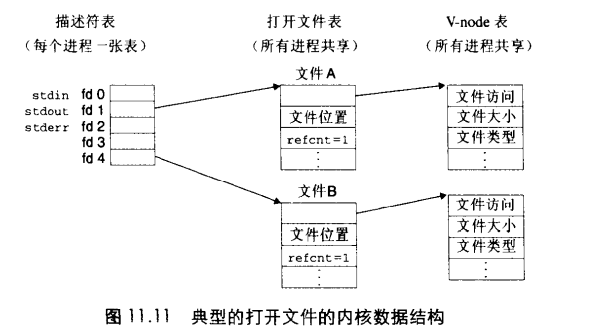 描述符表 打开文件表 V-node 表
（每个进程一张表） （所有进程共享） （所有进程共享）
文件A
stdin fd 0
stdout fd 1
stderr fd 2
fd 3
fd 4
文件位置
refcnt=1
⋮
文件访问
文件大小
文件类型
⋮
文件B
文件位置
refcnt=1
⋮
文件访问
文件大小
文件类型
⋮
图 11.11 典型的打开文件的内核数据结构